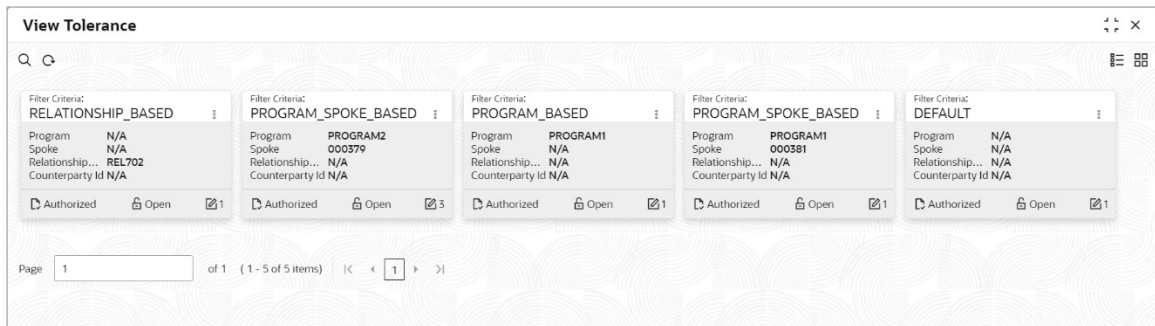 View Tolerance
Filter Criteria:
RELATIONSHIP_BASED
Program N/A
Spoke N/A
Relationship... REL702
Counterparty Id N/A
Authorized Open 1
Filter Criteria:
PROGRAM_SPOKE_BASED
Program PROGRAM2
Spoke 000379
Relationship... N/A
Counterparty Id N/A
Authorized Open 3
Filter Criteria:
PROGRAM_BASED
Program PROGRAM1
Spoke N/A
Relationship... N/A
Counterparty Id N/A
Authorized Open 1
Filter Criteria:
PROGRAM_SPOKE_BASED
Program PROGRAM1
Spoke 000381
Relationship... N/A
Counterparty Id N/A
Authorized Open 1
Filter Criteria:
DEFAULT
Program N/A
Spoke N/A
Relationship... N/A
Counterparty Id N/A
Authorized Open 1
Page 1 of 1 (1 - 5 of 5 items) 1